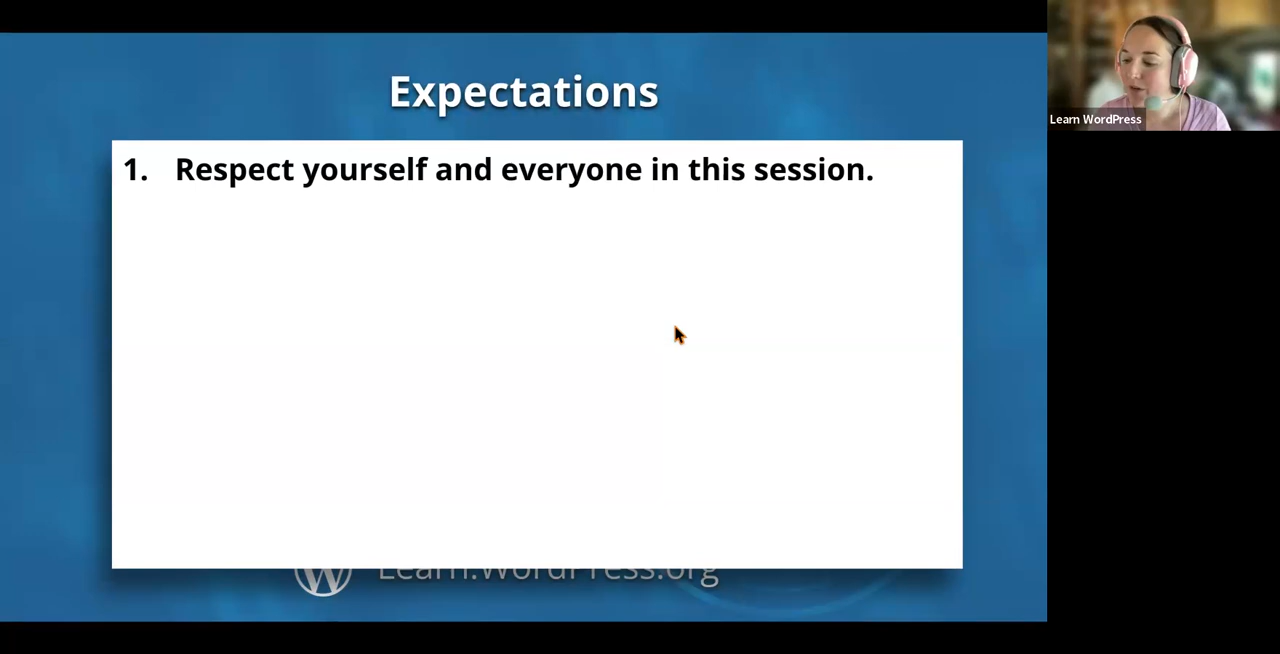 Expectations
1. Respect yourself and everyone in this session.
Learn.WordPress.org
Learn WordPress